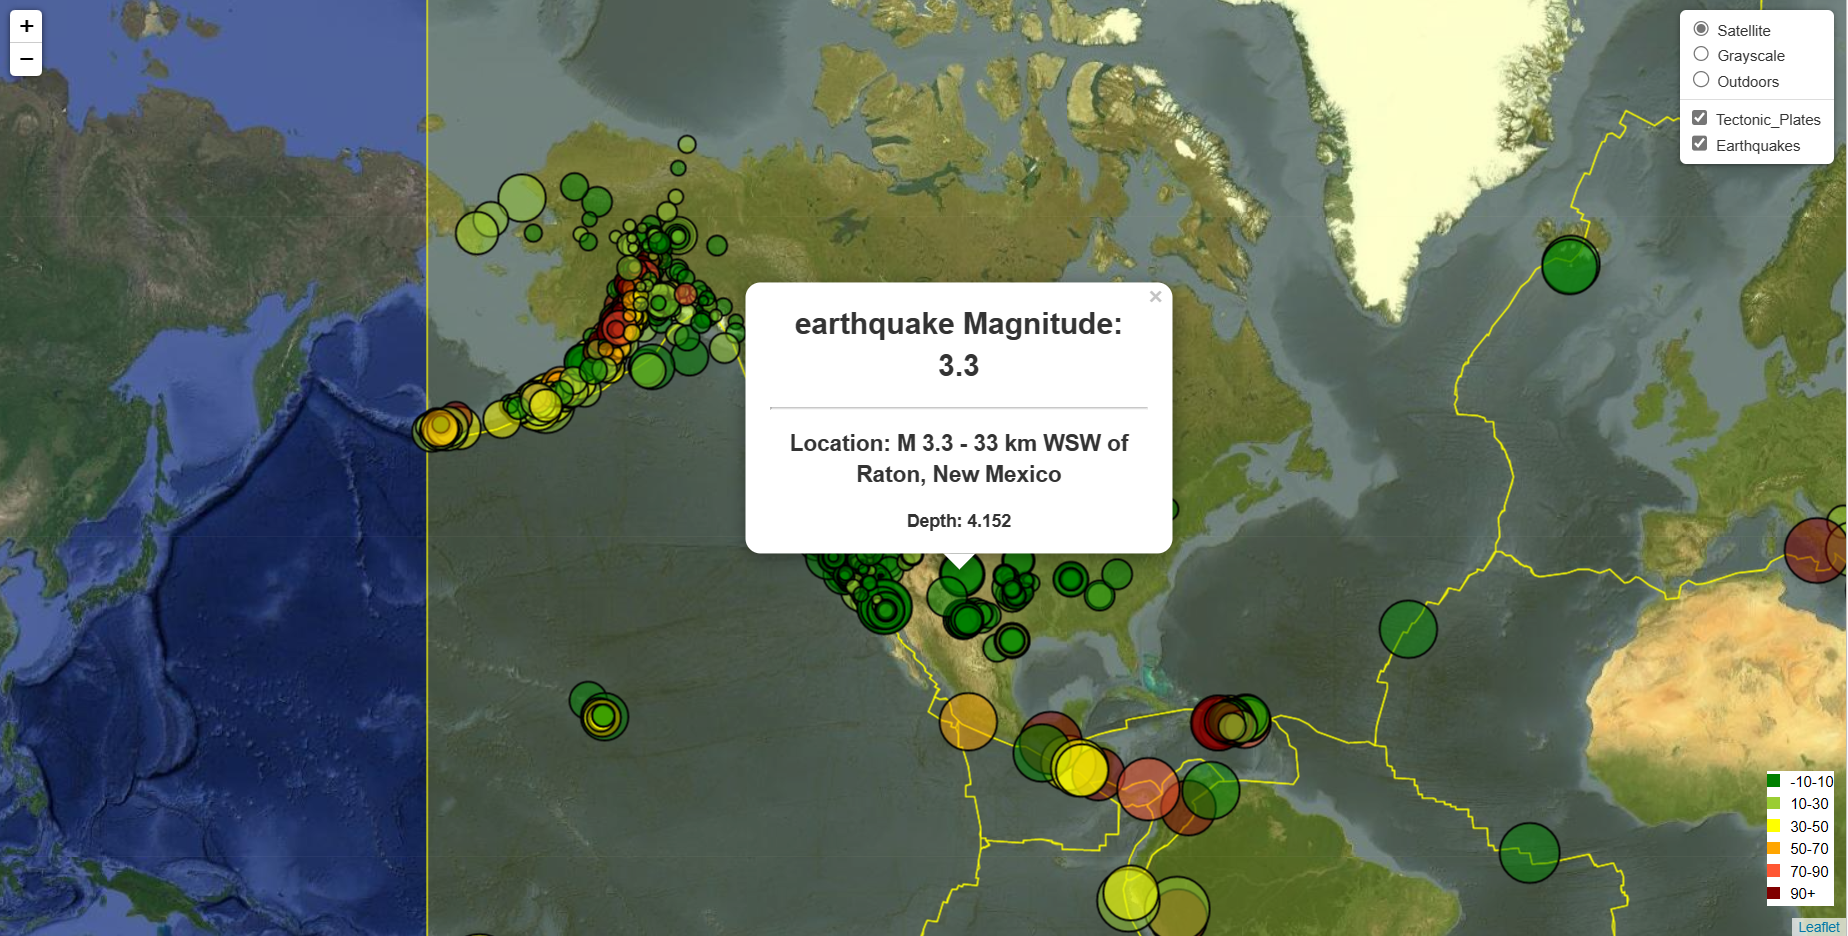 +
−
Satellite
Grayscale
Outdoors
Tectonic_Plates
Earthquakes
×
earthquake Magnitude:
3.3
Location: M 3.3 - 33 km WSW of
Raton, New Mexico
Depth: 4.152
-10-10
10-30
30-50
50-70
70-90
90+
Leaflet